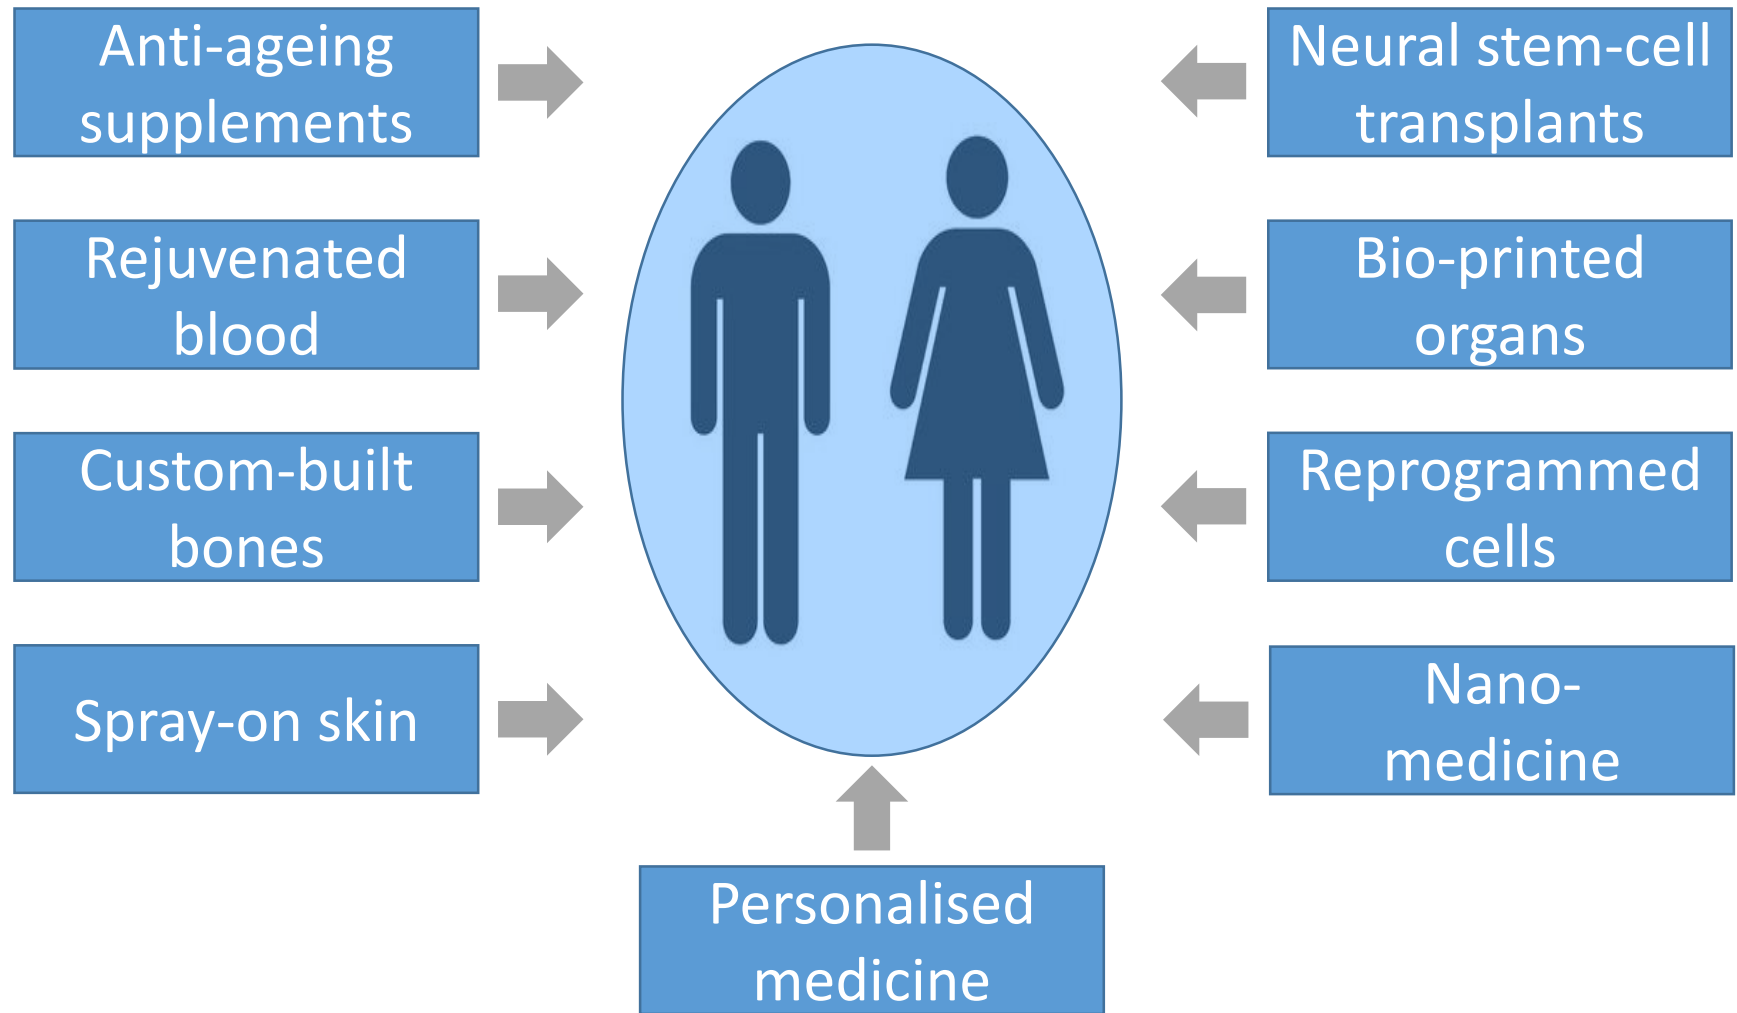 Anti-ageing
supplements
Rejuvenated
blood
Custom-built
bones
Spray-on skin
Neural stem-cell
transplants
Bio-printed
organs
Reprogrammed
cells
Nano-
medicine
Personalised
medicine